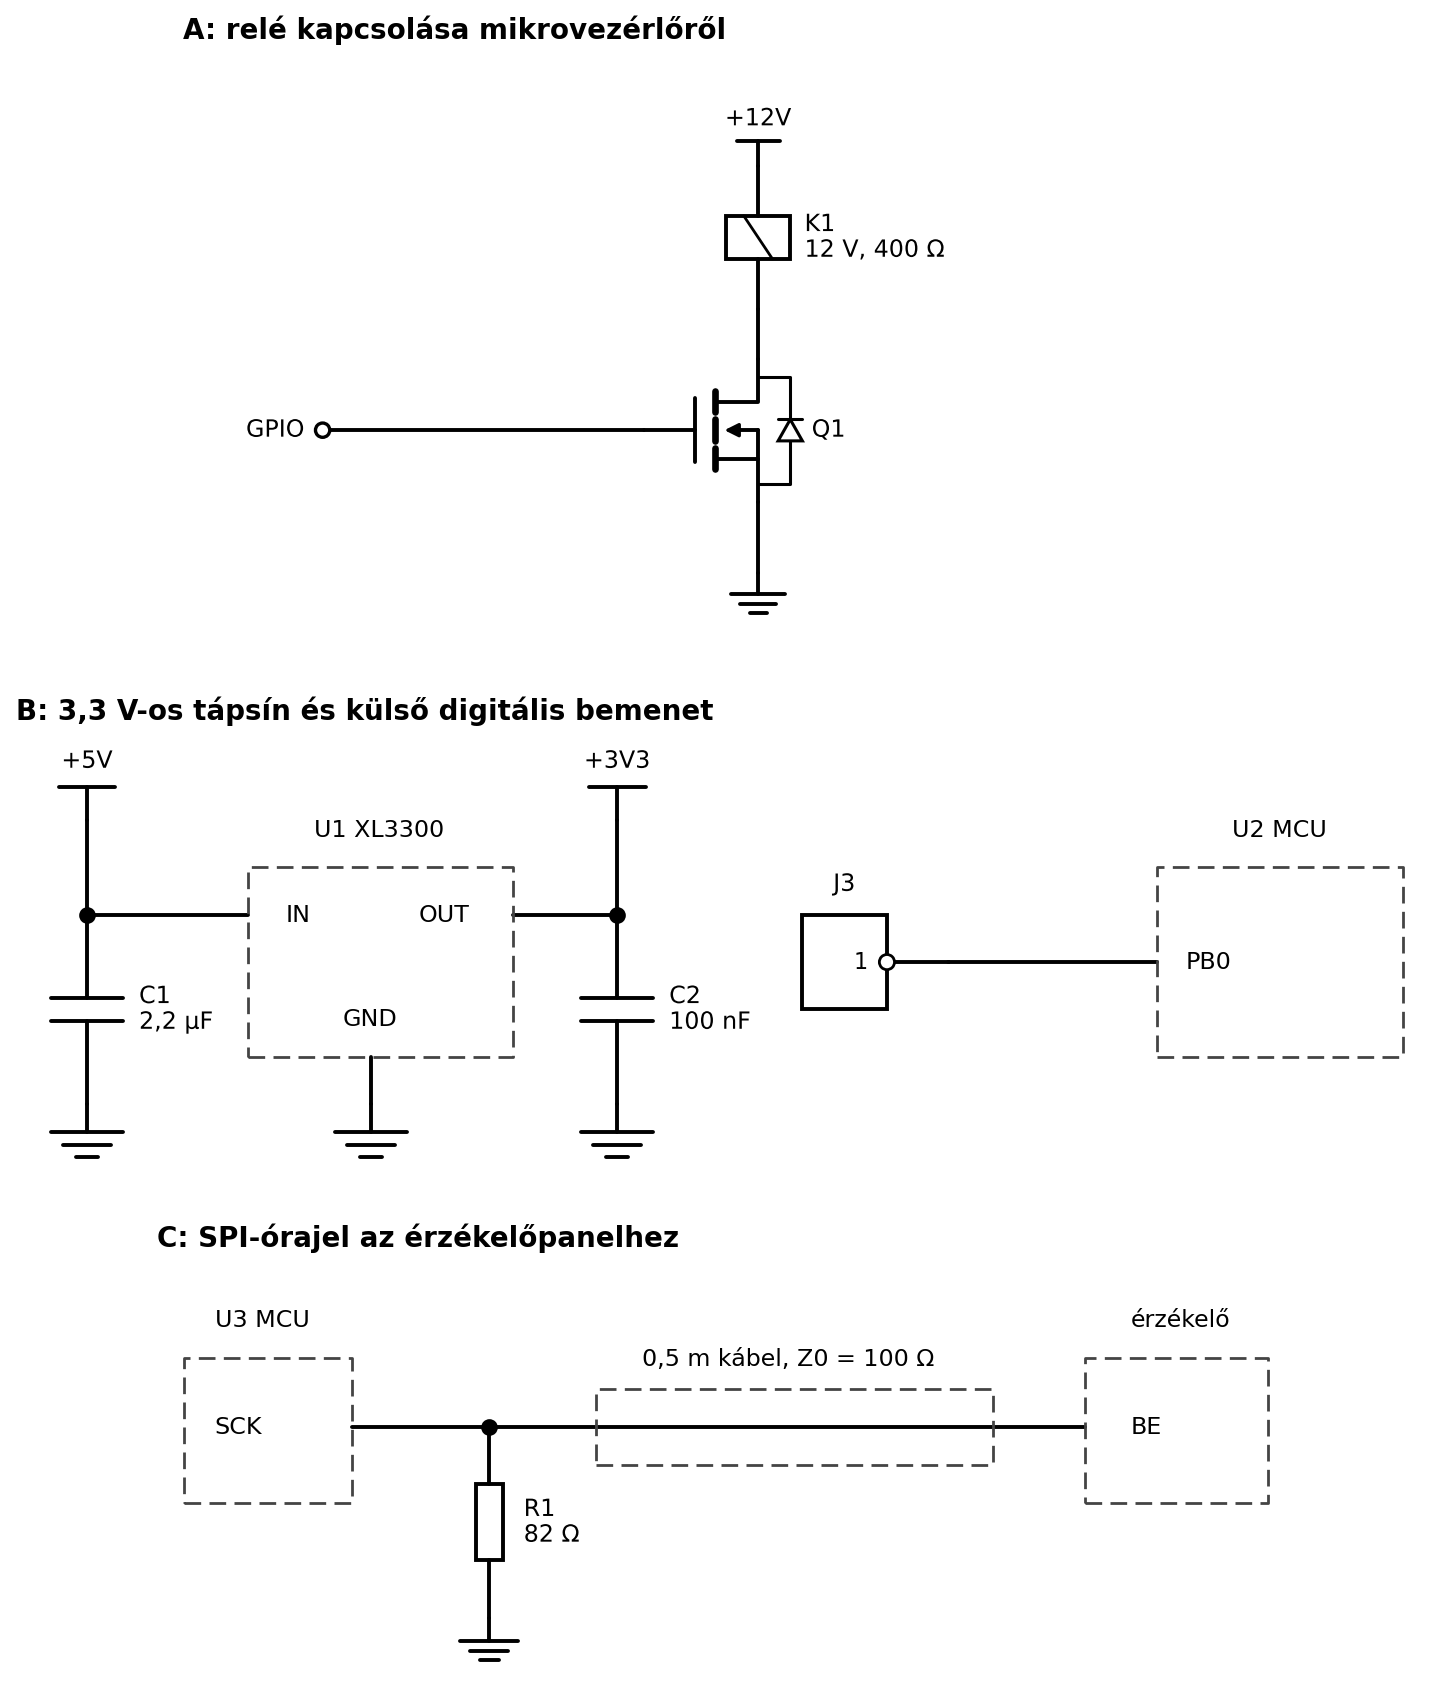 A: relé kapcsolása mikrovezérlőről
+12V
K1
12 V, 400 Ω
GPIO
Q1
B: 3,3 V-os tápsín és külső digitális bemenet
+5V
+3V3
U1 XL3300
U2 MCU
J3
IN
OUT
1
PB0
C1
2,2 µF
GND
C2
100 nF
C: SPI-órajel az érzékelőpanelhez
U3 MCU
érzékelő
0,5 m kábel, Z0 = 100 Ω
SCK
BE
R1
82 Ω